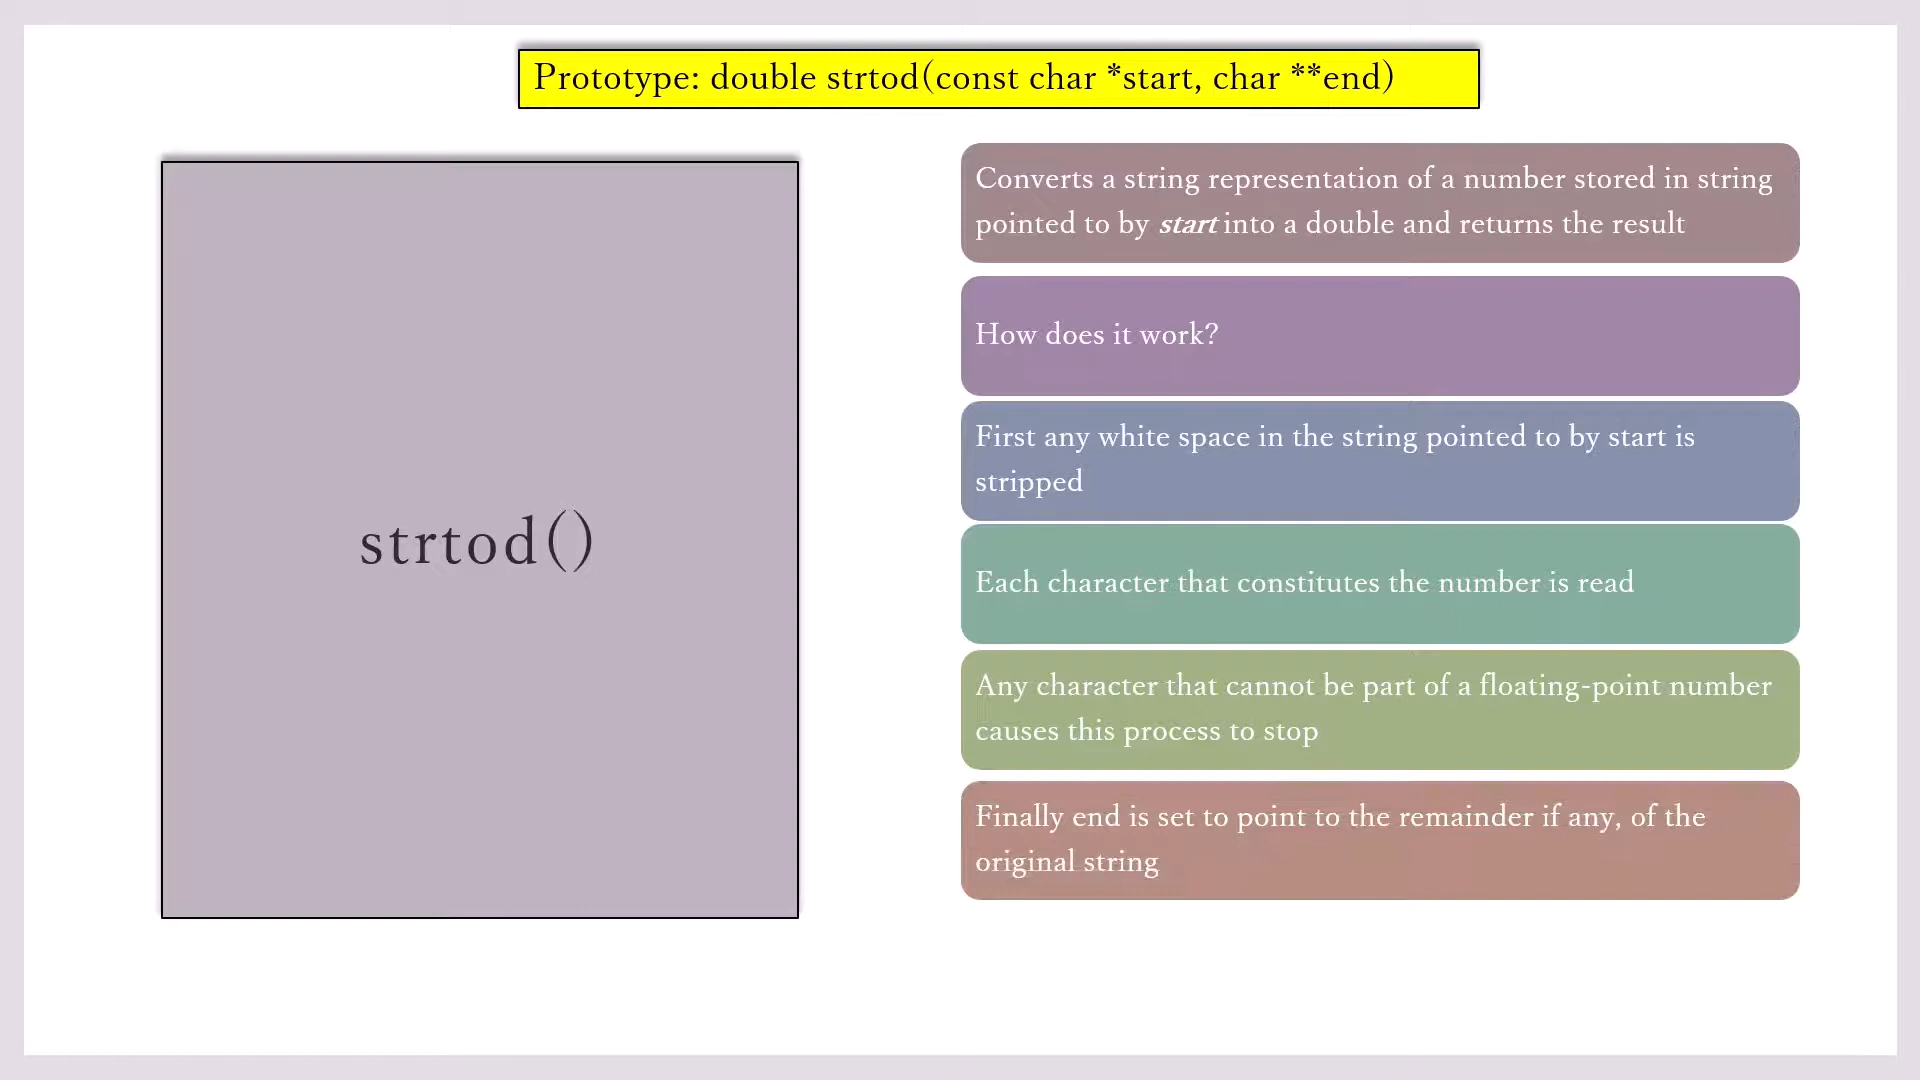 Prototype: double strtod(const char *start, char **end)
strtod()
Converts a string representation of a number stored in string
pointed to by start into a double and returns the result
How does it work?
First any white space in the string pointed to by start is
stripped
Each character that constitutes the number is read
Any character that cannot be part of a floating-point number
causes this process to stop
Finally end is set to point to the remainder if any, of the
original string